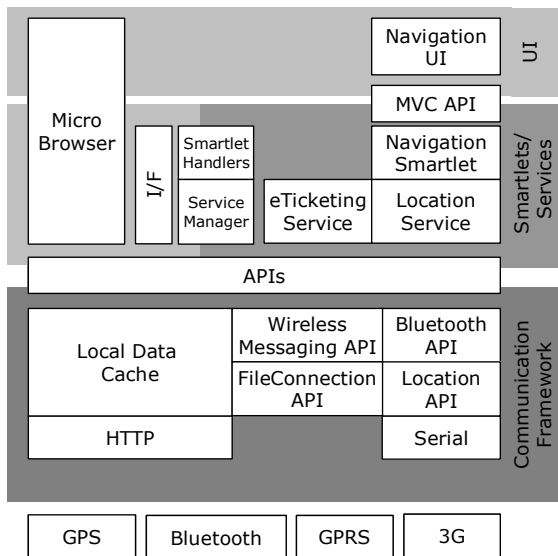 Navigation
UI
UI
Micro
Browser
MVC API
I/F
Smartlet
Handlers
Navigation
Smartlet
Service
Manager
eTicketing
Service
Location
Service
Smartlets/
Services
APIs
Local Data
Cache
Wireless
Messaging API
Bluetooth
API
FileConnection
API
Location
API
HTTP
Serial
Communication
Framework
GPS
Bluetooth
GPRS
3G